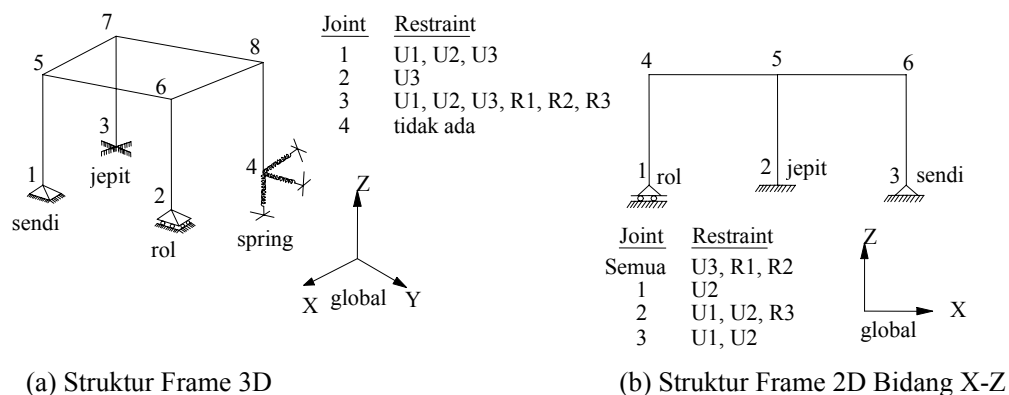 7
8
5
6
3
jepit
4
1
sendi
2
rol
spring
Joint Restraint
1 U1, U2, U3
2 U3
3 U1, U2, U3, R1, R2, R3
4 tidak ada
Z
X global Y
(a) Struktur Frame 3D
4 5 6
1 rol
2 jepit
3 sendi
Joint Restraint
Semua U3, R1, R2
1 U2
2 U1, U2, R3
3 U1, U2
Z
X
global
(b) Struktur Frame 2D Bidang X-Z